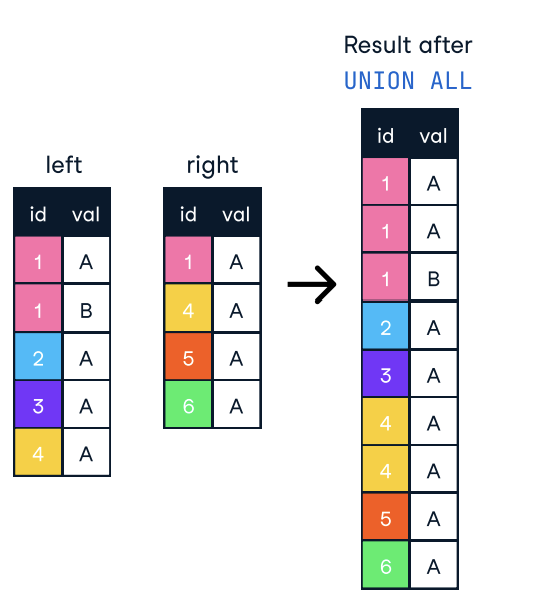 Result after
UNION ALL
left
id val
1 A
1 B
2 A
3 A
4 A
right
id val
1 A
4 A
5 A
6 A
id val
1 A
1 A
1 B
2 A
3 A
4 A
4 A
5 A
6 A